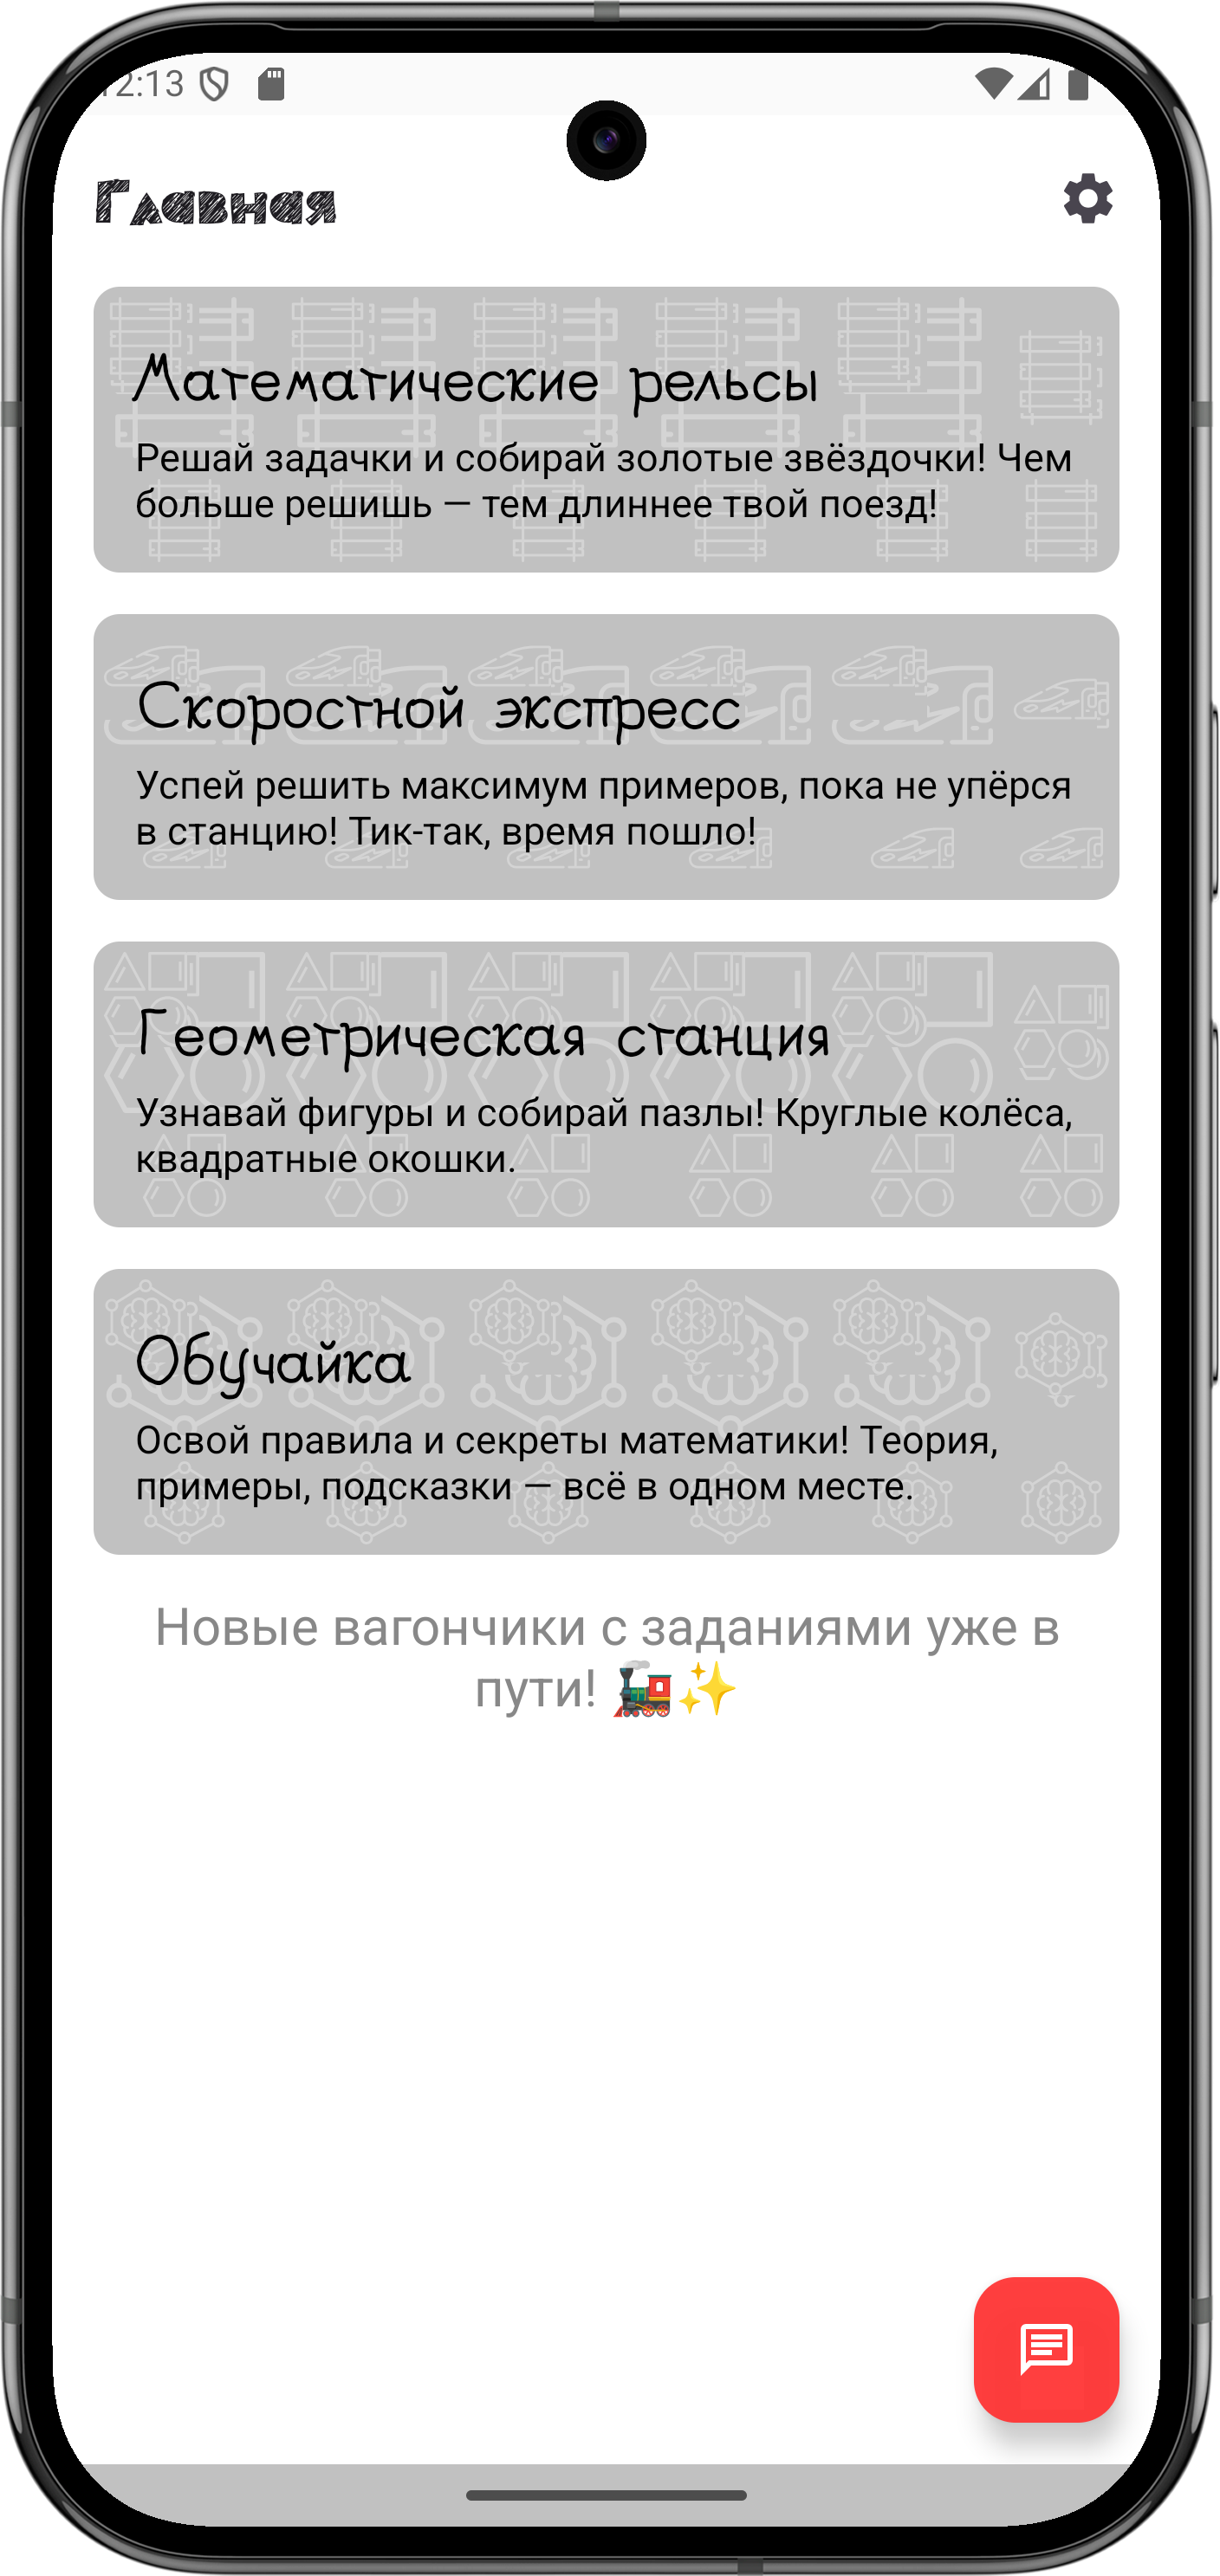 2:13
Главная
Математические рельсы
Решай задачки и собирай золотые звёздочки! Чем
больше решишь — тем длиннее твой поезд!
Скоростной экспресс
Успей решить максимум примеров, пока не упёрся
в станцию! Тик-так, время пошло!
Геометрическая станция
Узнавай фигуры и собирай пазлы! Круглые колёса,
квадратные окошки.
Обучайка
Освой правила и секреты математики! Теория,
примеры, подсказки — всё в одном месте.
Новые вагончики с заданиями уже в
пути! 🚂✨